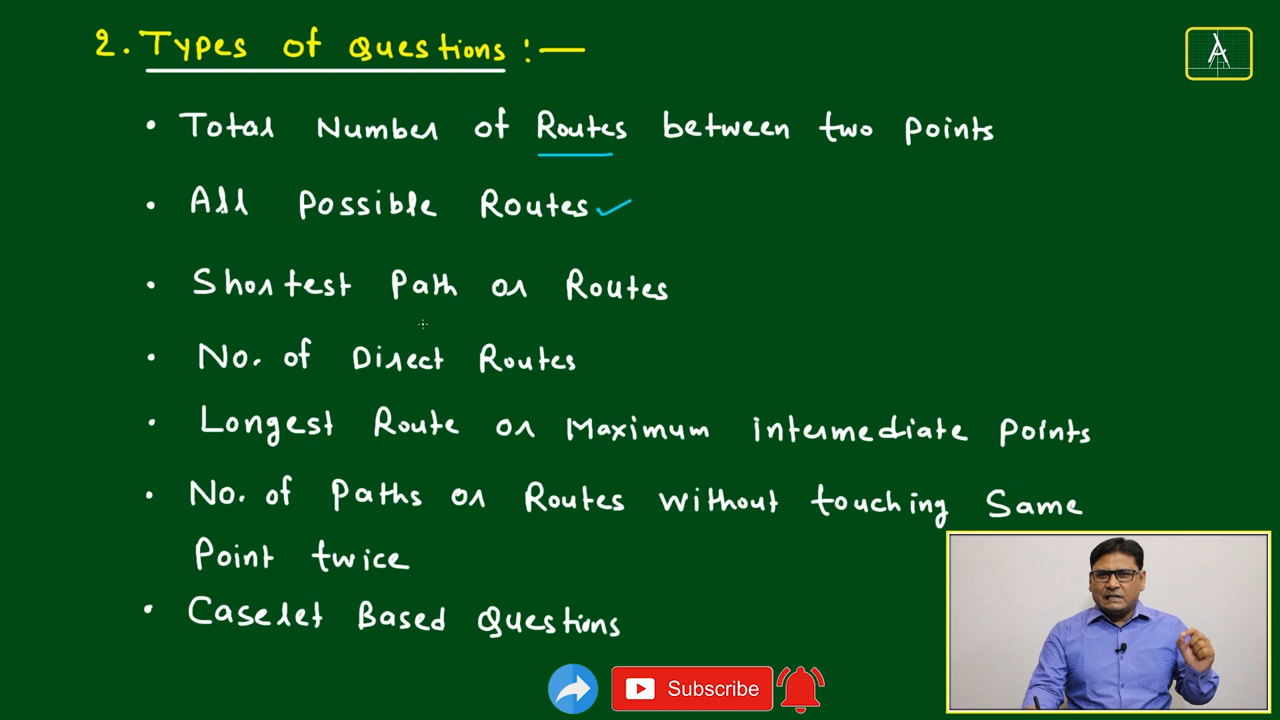 2. Types of Questions :—
• Total Number of Routes between two points
• All Possible Routes
• Shortest Path or Routes
• No. of Direct Routes
• Longest Route or Maximum intermediate points
• No. of Paths or Routes without touching Same
Point twice
• Caselet Based Questions
Subscribe